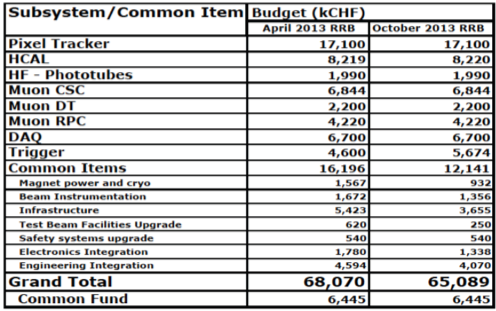 Subsystem/Common Item Budget (kCHF)
April 2013 RRB October 2013 RRB
Pixel Tracker 17,100 17,100
HCAL 8,219 8,220
HF - Phototubes 1,990 1,990
Muon CSC 6,844 6,844
Muon DT 2,200 2,200
Muon RPC 4,220 4,220
DAQ 6,700 6,700
Trigger 4,600 5,674
Common Items 16,196 12,141
Magnet power and cryo 1,567 932
Beam Instrumentation 1,672 1,356
Infrastructure 5,423 3,655
Test Beam Facilities Upgrade 620 250
Safety systems upgrade 540 540
Electronics Integration 1,780 1,338
Engineering Integration 4,594 4,070
Grand Total 68,070 65,089
Common Fund 6,445 6,445